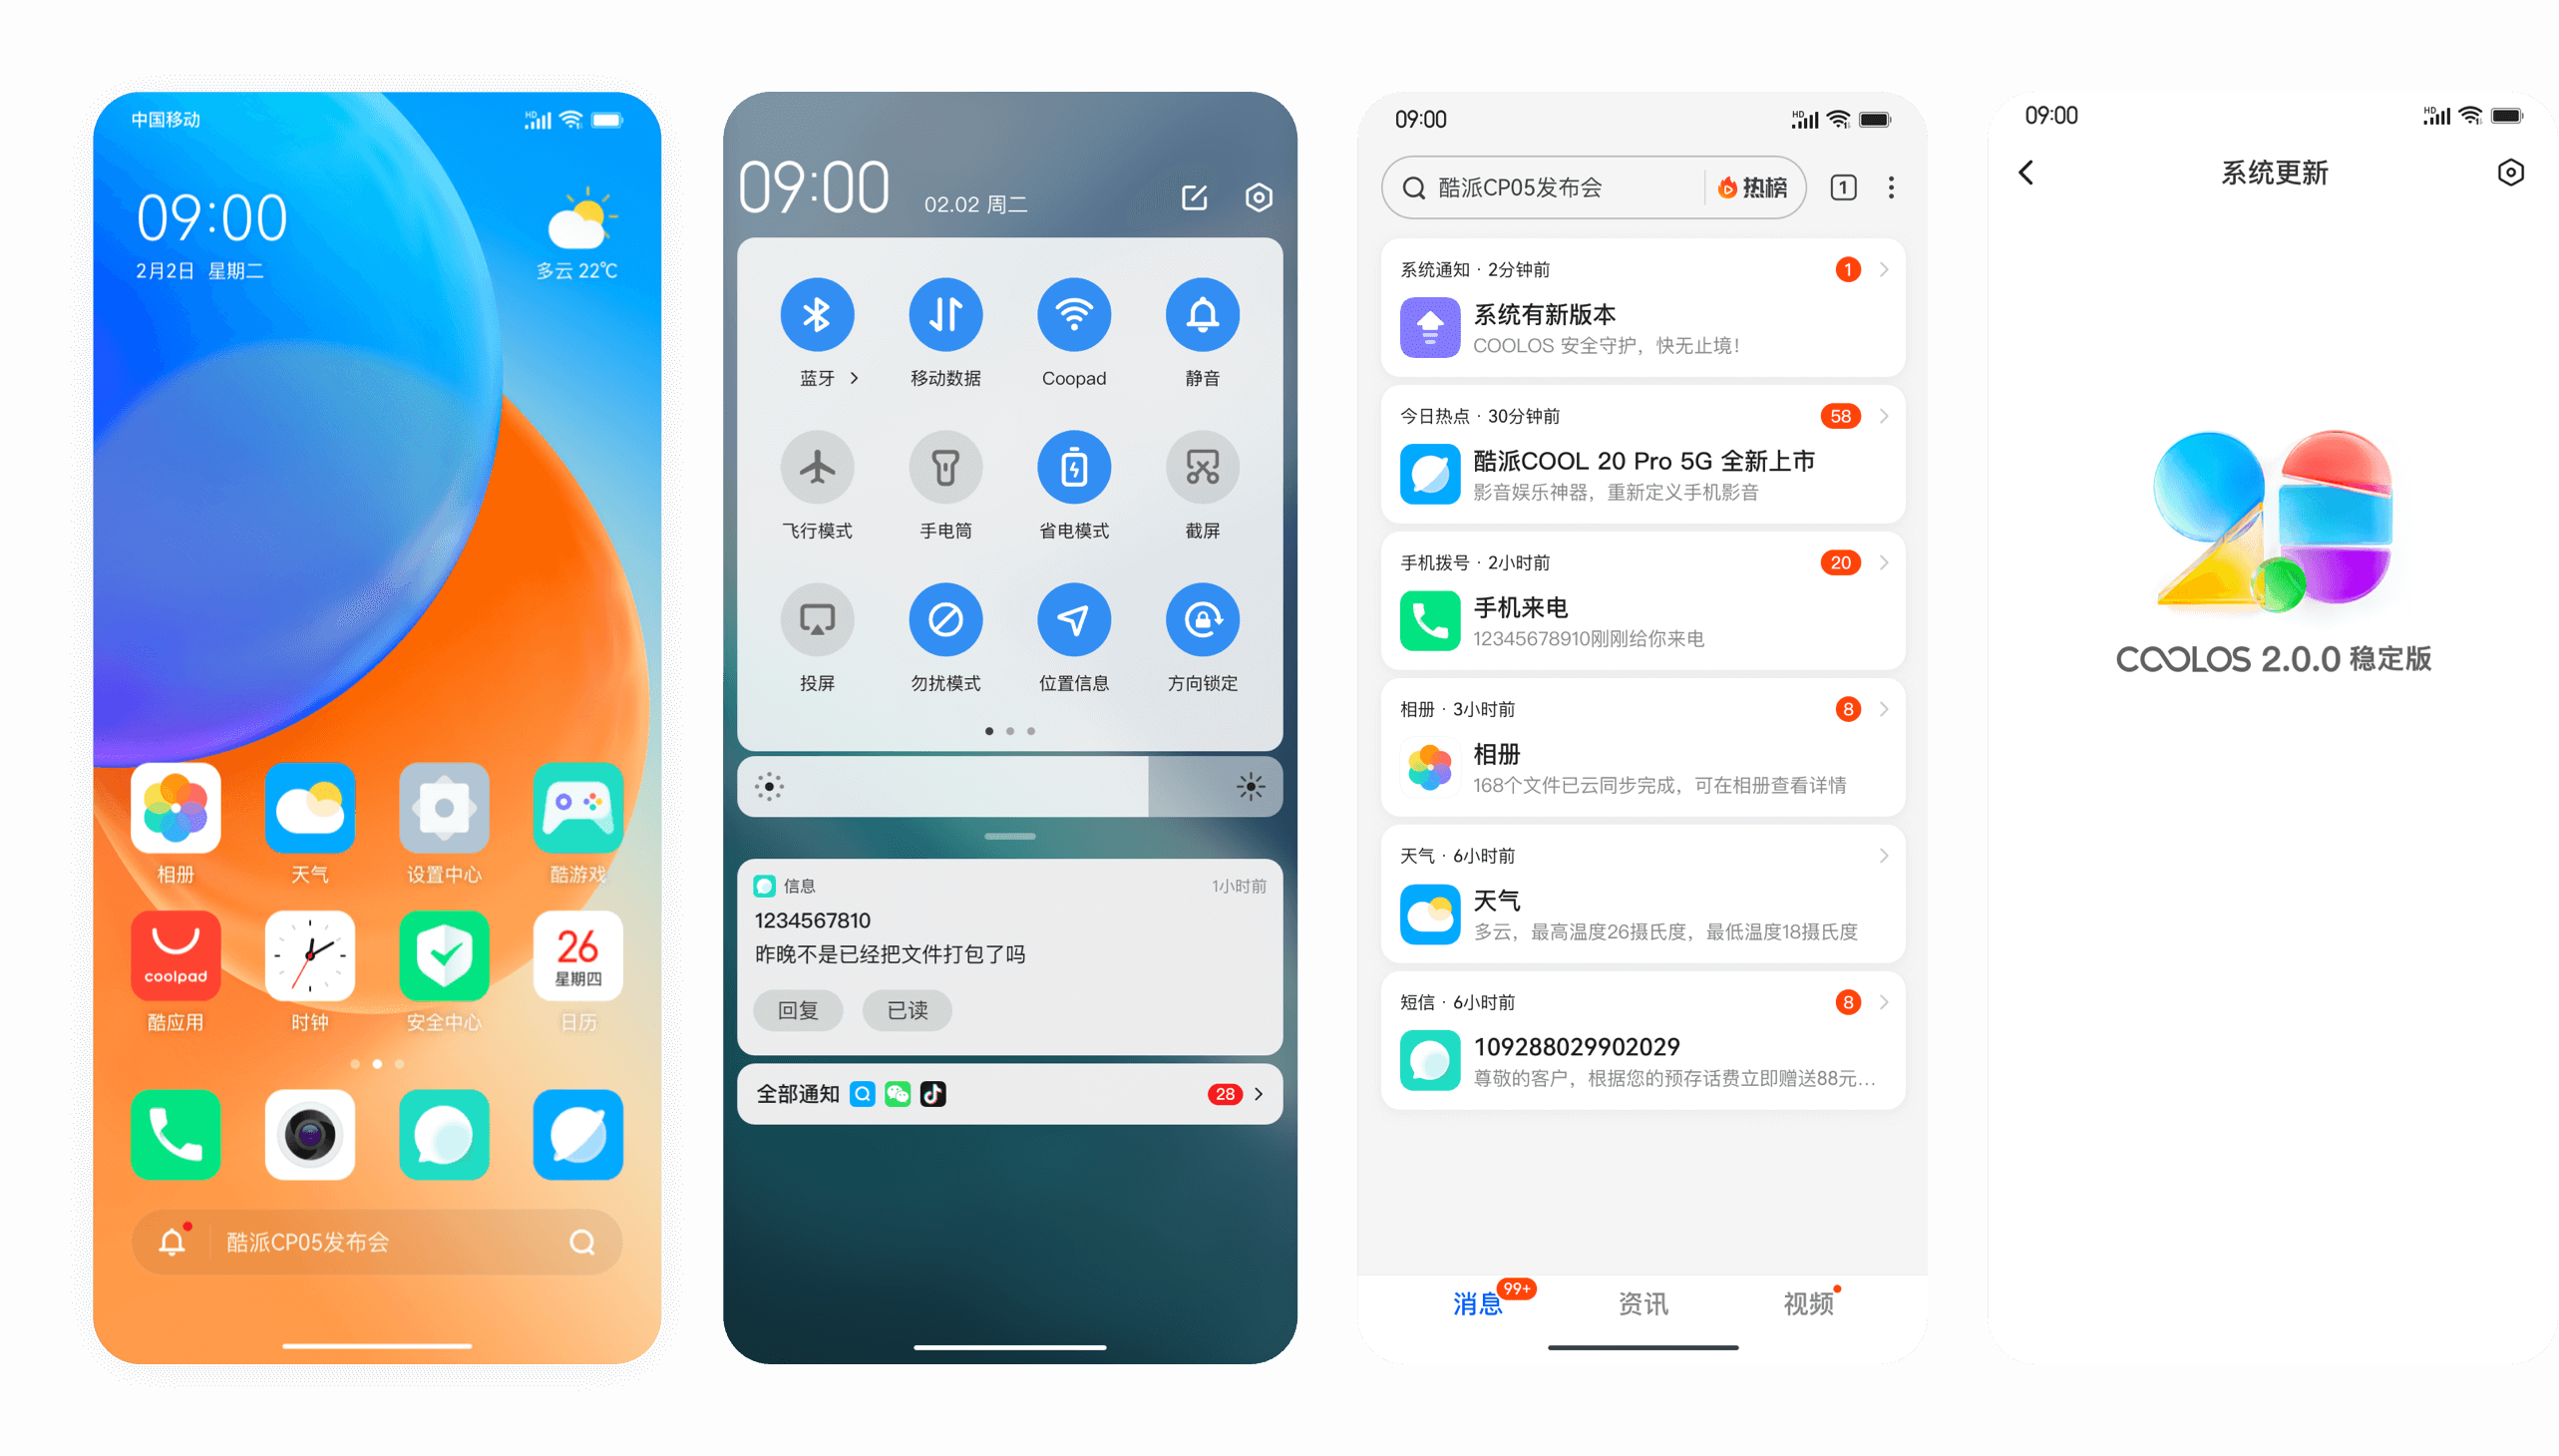 中国移动
HD
09:00
2月2日 星期二
多云 22℃
相册
天气
设置中心
酷游戏
coolpad
26
星期四
酷应用
时钟
安全中心
日历
酷派CP05发布会
09:00
02.02 周二
蓝牙
移动数据
Coopad
静音
飞行模式
手电筒
省电模式
截屏
投屏
勿扰模式
位置信息
方向锁定
信息
1小时前
1234567810
昨晚不是已经把文件打包了吗
回复
已读
全部通知
28
09:00
HD
酷派CP05发布会
热榜
1
系统通知 · 2分钟前
1
系统有新版本
COOLOS 安全守护，快无止境！
今日热点 · 30分钟前
58
酷派COOL 20 Pro 5G 全新上市
影音娱乐神器，重新定义手机影音
手机拨号 · 2小时前
20
手机来电
12345678910刚刚给你来电
相册 · 3小时前
8
相册
168个文件已云同步完成，可在相册查看详情
天气 · 6小时前
天气
多云，最高温度26摄氏度，最低温度18摄氏度
短信 · 6小时前
8
109288029902029
尊敬的客户，根据您的预存话费立即赠送88元...
消息
99+
资讯
视频
09:00
HD
系统更新
COOLOS 2.0.0 稳定版